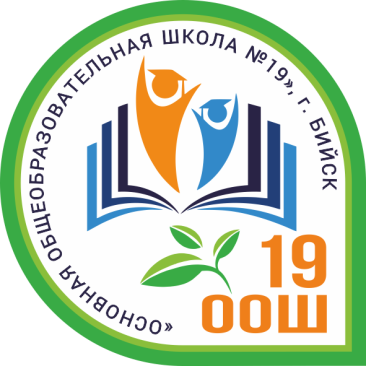 «ОСНОВНАЯ ОБЩЕОБРАЗОВАТЕЛЬНАЯ ШКОЛА №19», г. БИЙСК
19
ООШ